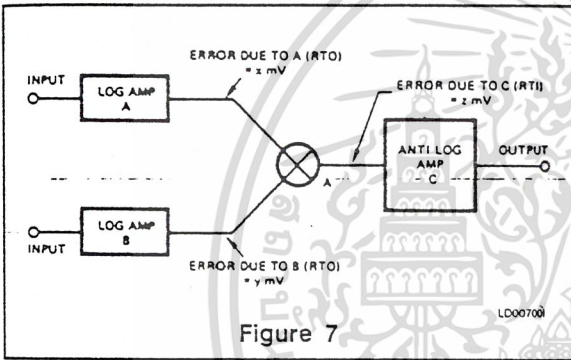 ERROR DUE TO A (RTO)
= x mV
INPUT
LOG AMP
A
ERROR DUE TO C (RTI)
= z mV
ANTI LOG
AMP
C
OUTPUT
A
LOG AMP
B
INPUT
ERROR DUE TO B (RTO)
= y mV
LD00700I
Figure 7